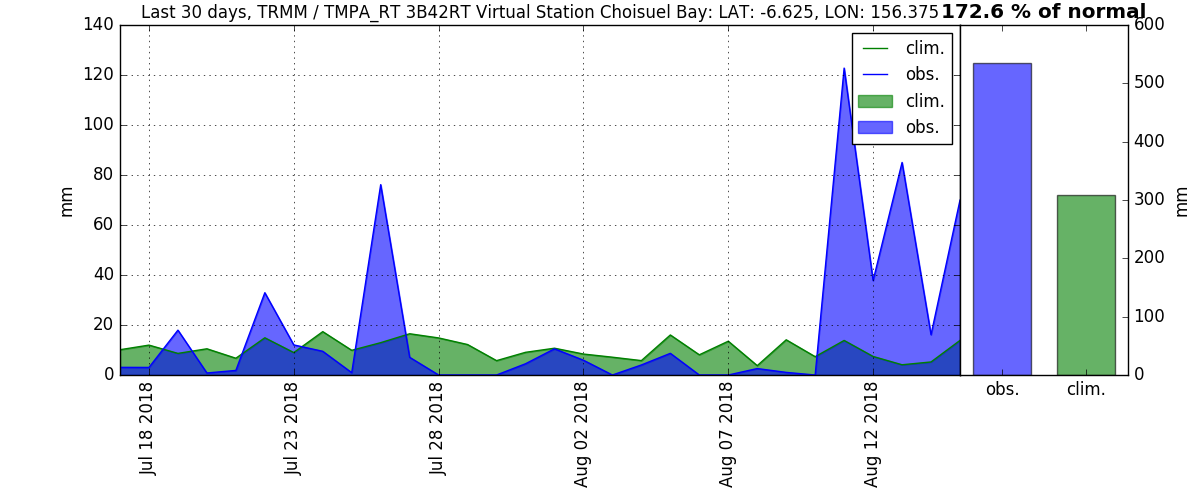 Last 30 days, TRMM / TMPA_RT 3B42RT Virtual Station Choisuel Bay: LAT: -6.625, LON: 156.375
172.6 % of normal
mm
140
120
100
80
60
40
20
0
Jul 18 2018
Jul 23 2018
Jul 28 2018
Aug 02 2018
Aug 07 2018
Aug 12 2018
clim.
obs.
clim.
obs.
600
500
400
300
200
100
0
mm
obs.
clim.